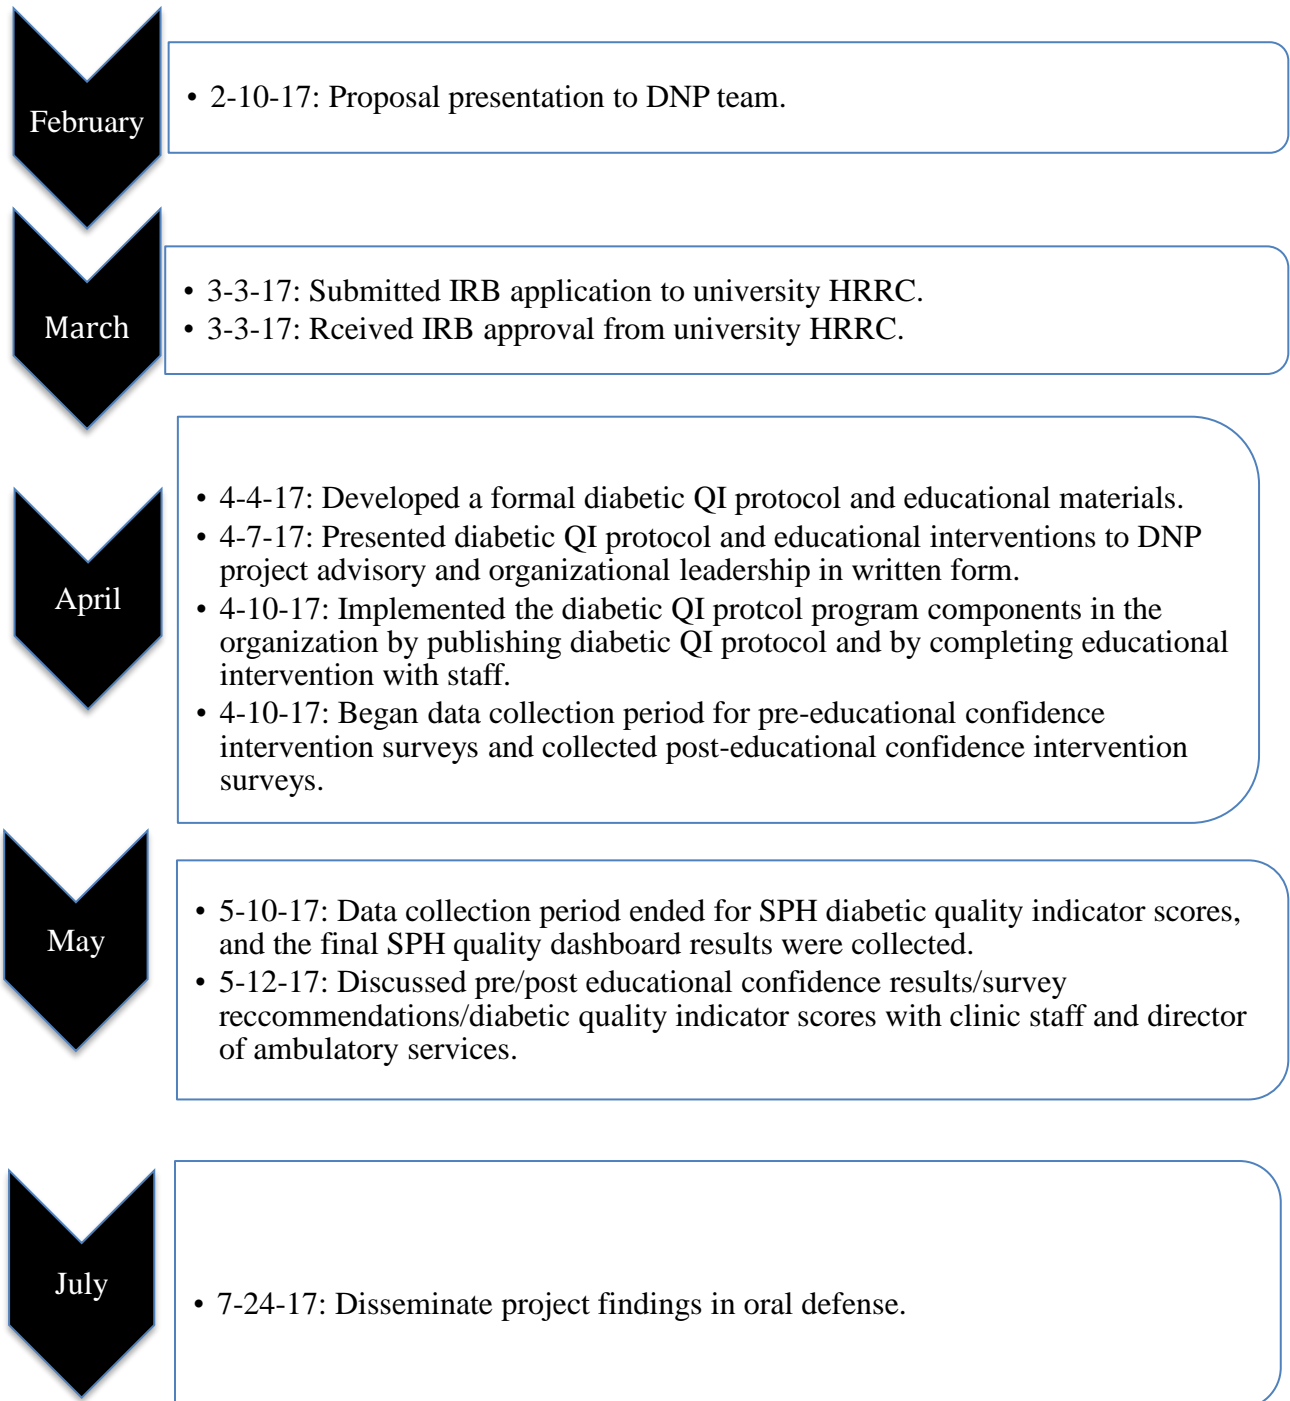 February
• 2-10-17: Proposal presentation to DNP team.
March
• 3-3-17: Submitted IRB application to university HRRC.
• 3-3-17: Rceived IRB approval from university HRRC.
April
• 4-4-17: Developed a formal diabetic QI protocol and educational materials.
• 4-7-17: Presented diabetic QI protocol and educational interventions to DNP
project advisory and organizational leadership in written form.
• 4-10-17: Implemented the diabetic QI protcol program components in the
organization by publishing diabetic QI protocol and by completing educational
intervention with staff.
• 4-10-17: Began data collection period for pre-educational confidence
intervention surveys and collected post-educational confidence intervention
surveys.
May
• 5-10-17: Data collection period ended for SPH diabetic quality indicator scores,
and the final SPH quality dashboard results were collected.
• 5-12-17: Discussed pre/post educational confidence results/survey
reccommendations/diabetic quality indicator scores with clinic staff and director
of ambulatory services.
July
• 7-24-17: Disseminate project findings in oral defense.